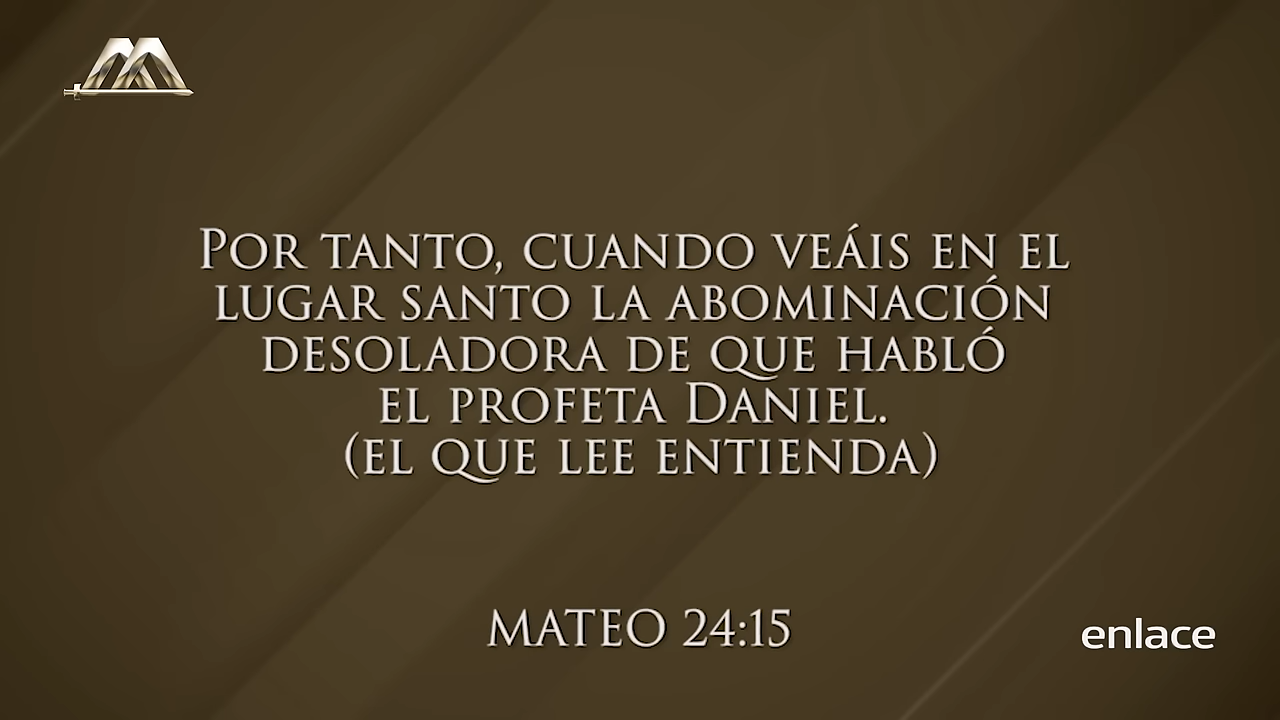 Por tanto, cuando veáis en el
lugar santo la abominación
desoladora de que habló
el profeta Daniel.
(el que lee entienda)
MATEO 24:15
enlace